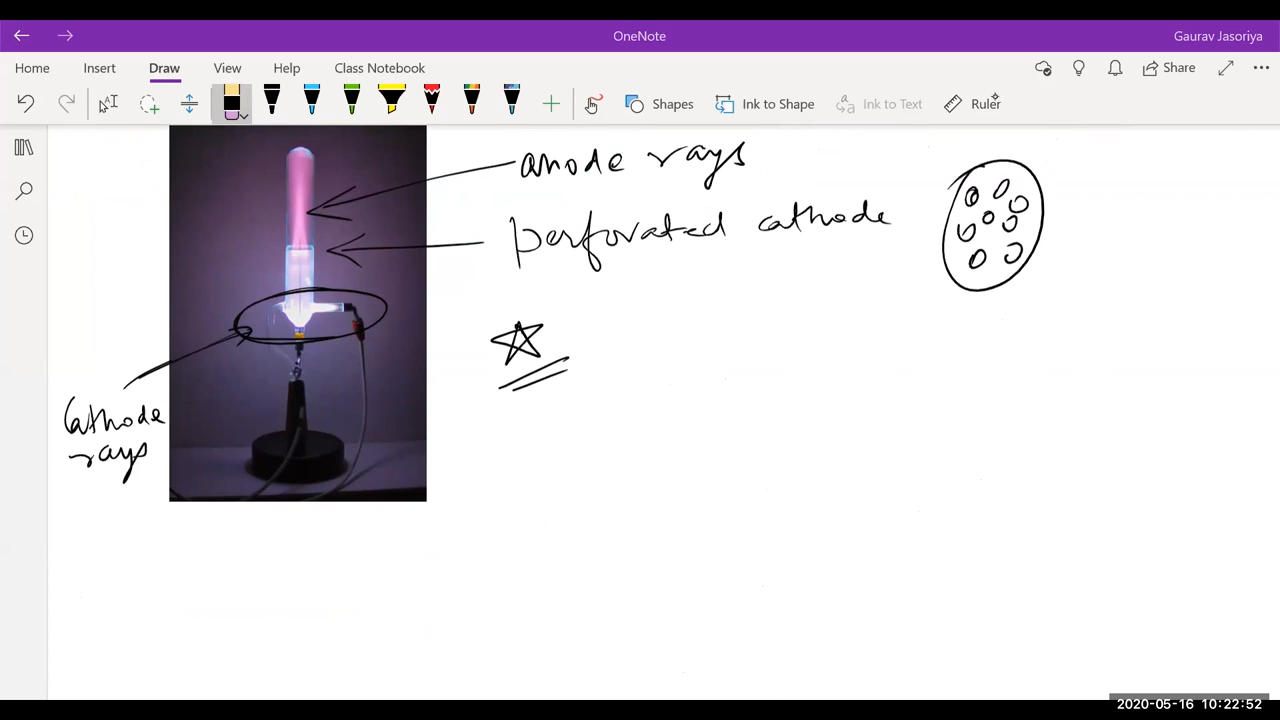 OneNote
Gaurav Jasoriya
Home Insert Draw View Help Class Notebook Share
Shapes Ink to Shape Ink to Text Ruler
anode rays
perforated cathode
Cathode
rays
2020-05-16 10:22:52